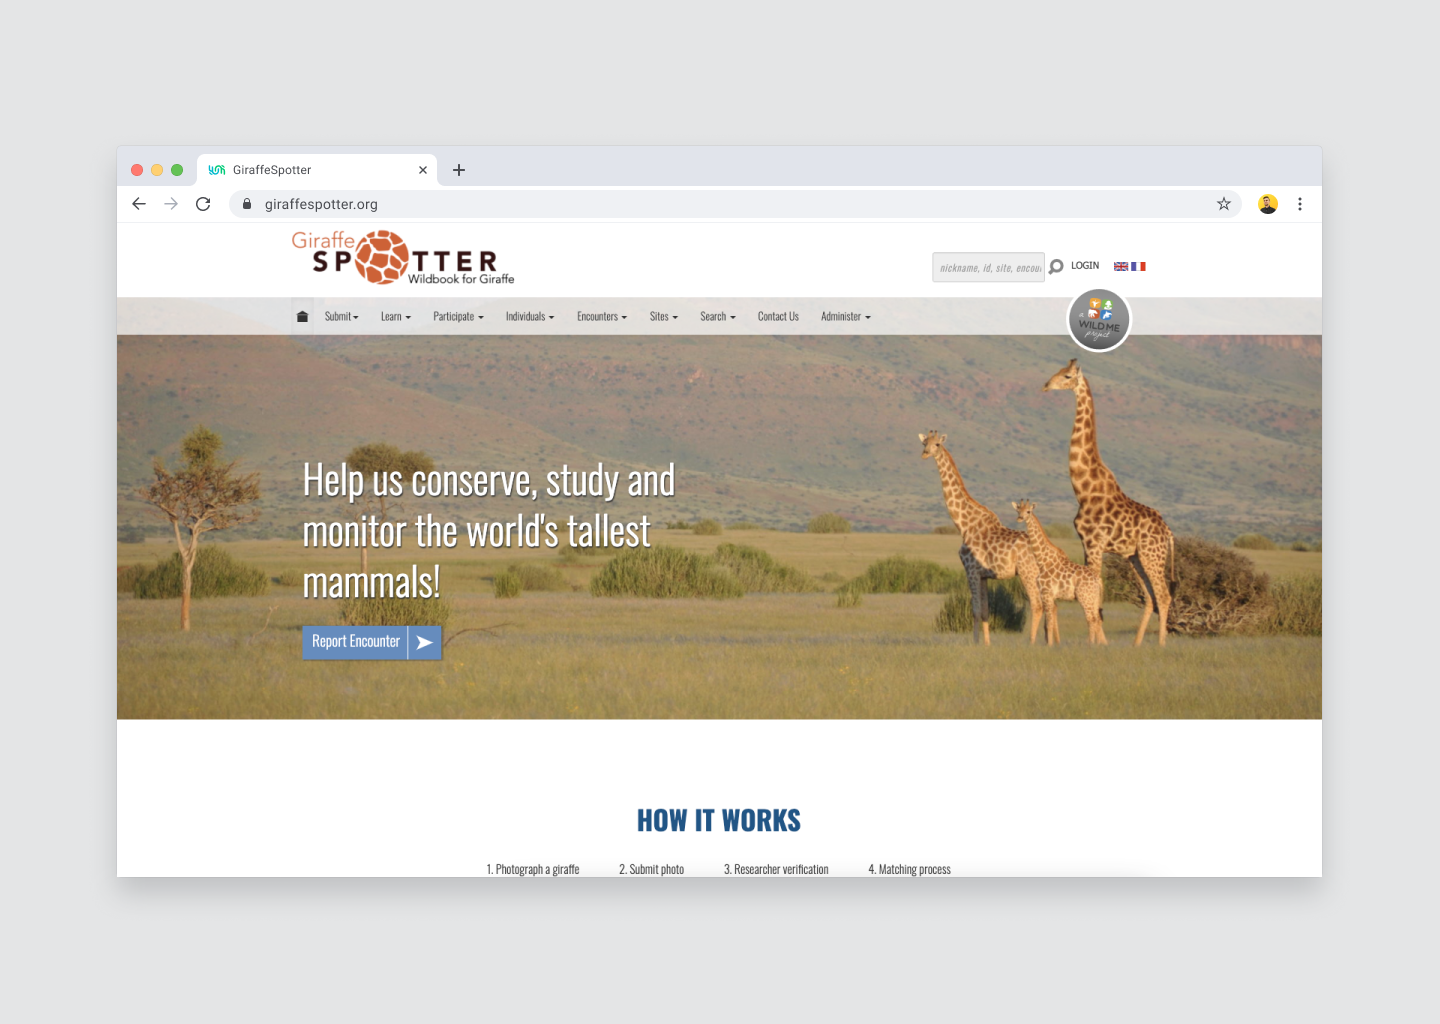 GiraffeSpotter
giraffespotter.org
Giraffe
SPOTTER
Wildbook for Giraffe
nickname, id, site, encou
LOGIN
Submit
Learn
Participate
Individuals
Encounters
Sites
Search
Contact Us
Administer
a
WILD ME
project
Help us conserve, study and
monitor the world's tallest
mammals!
Report Encounter
HOW IT WORKS
1. Photograph a giraffe
2. Submit photo
3. Researcher verification
4. Matching process